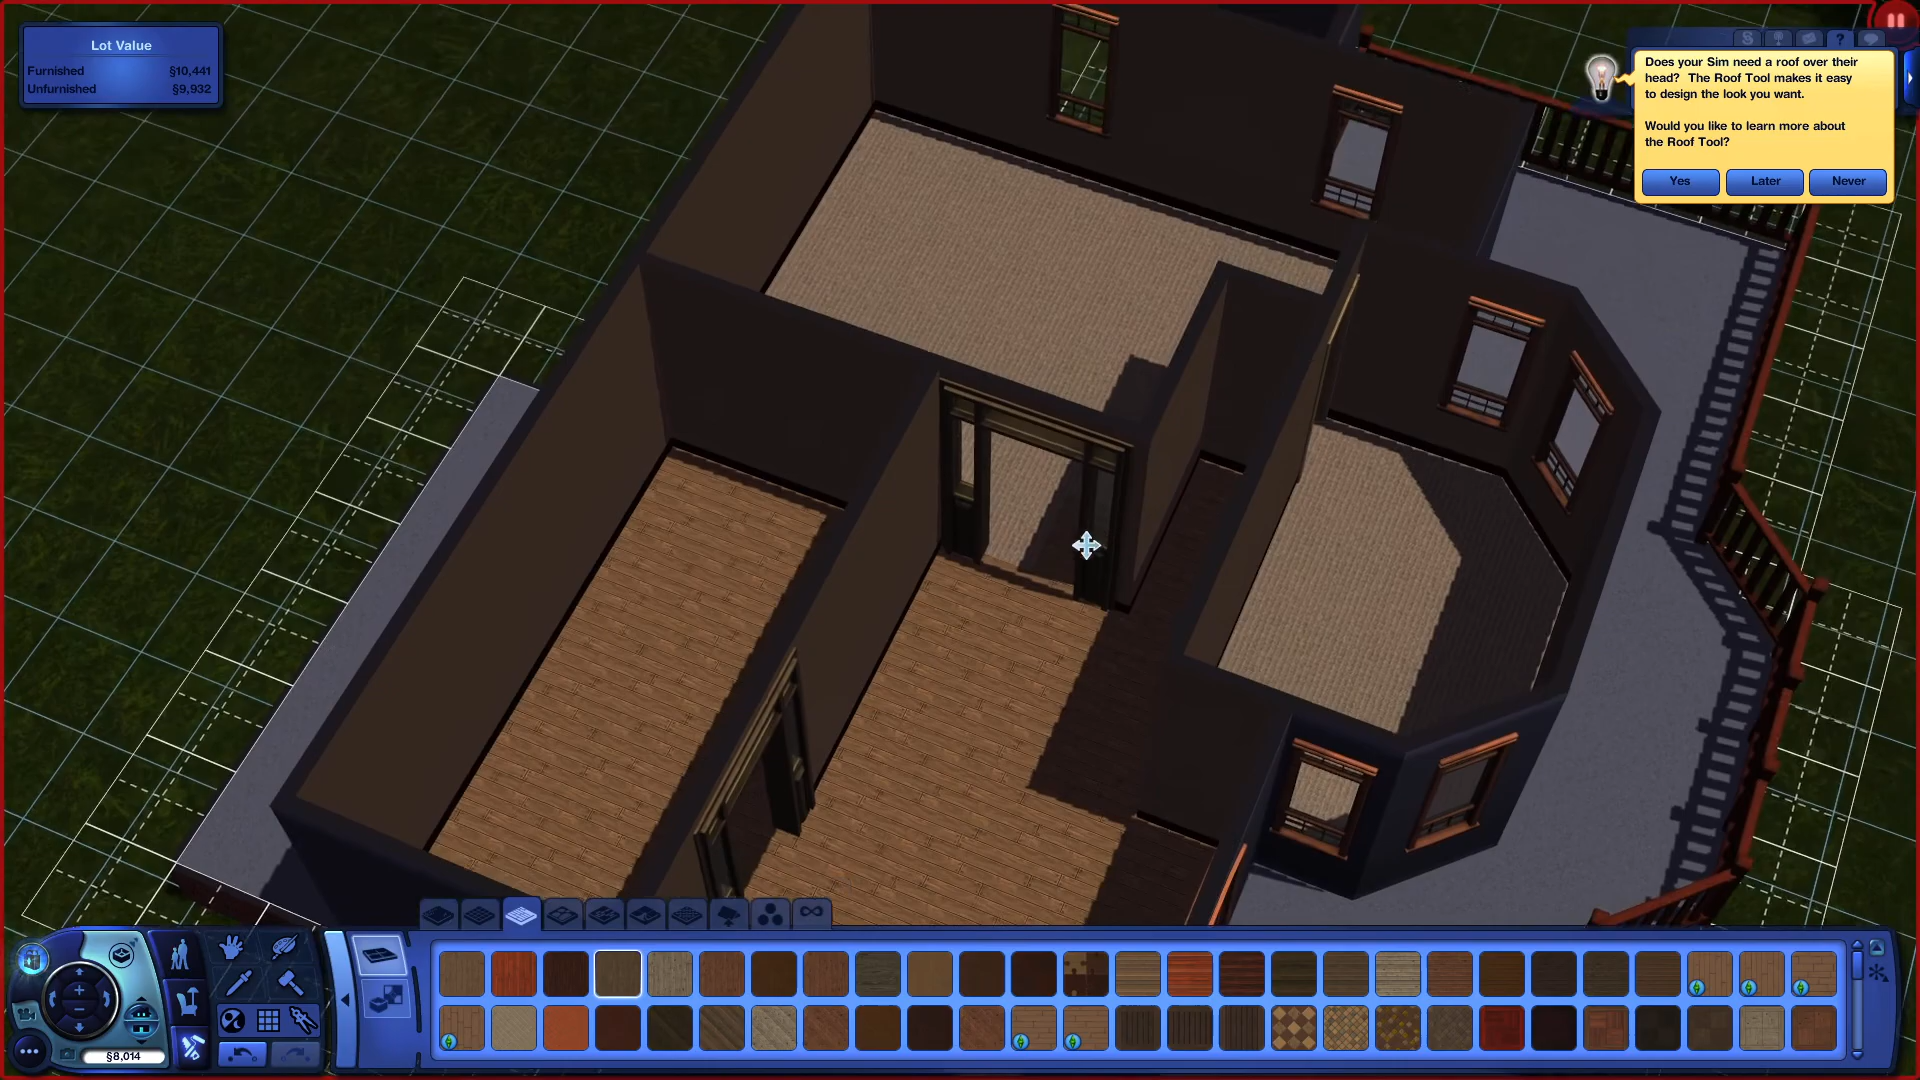 Lot Value
Furnished §10,441
Unfurnished §9,932
Does your Sim need a roof over their
head? The Roof Tool makes it easy
to design the look you want.
Would you like to learn more about
the Roof Tool?
Yes Later Never
§8,014